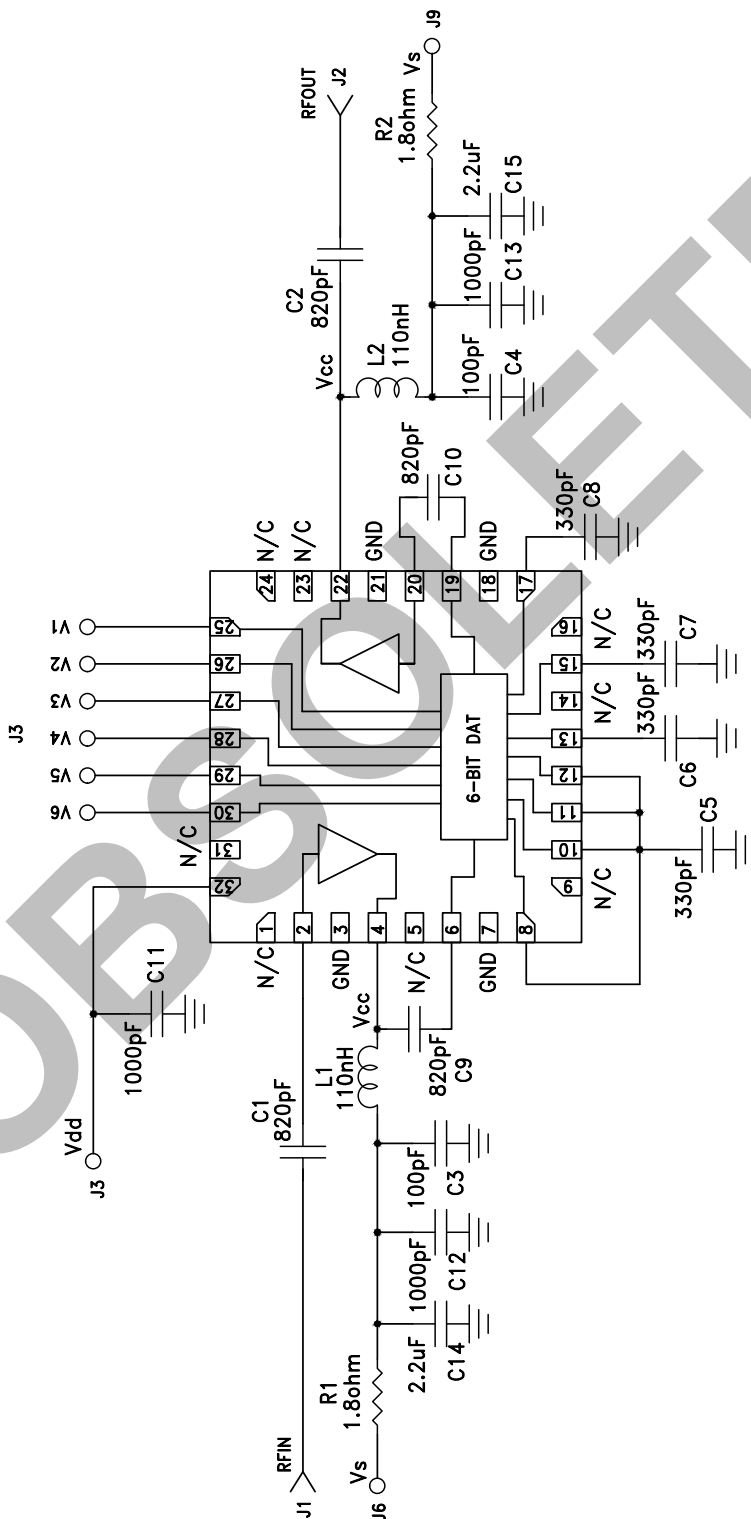 J9
Vs
R2
1.8ohm
2.2uF
C15
1000pF
C13
100pF
C4
RFOUT
J2
C2
820pF
Vcc
L2
110nH
820pF
C10
330pF
C8
24
N/C
23
N/C
22
21
GND
20
19
18
GND
17
V1
V2
V3
V4
V5
V6
J3
25
26
27
28
29
30
31
N/C
32
6-BIT DAT
16
N/C
15
14
N/C
13
12
11
10
9
N/C
330pF
C7
330pF
C6
330pF
C5
1
N/C
2
3
GND
4
5
N/C
6
7
GND
8
1000pF
C11
Vdd
J3
Vcc
820pF
C9
L1
110nH
C1
820pF
100pF
C3
1000pF
C12
2.2uF
C14
R1
1.8ohm
RFIN
J1
Vs
J6
OBSOLETE